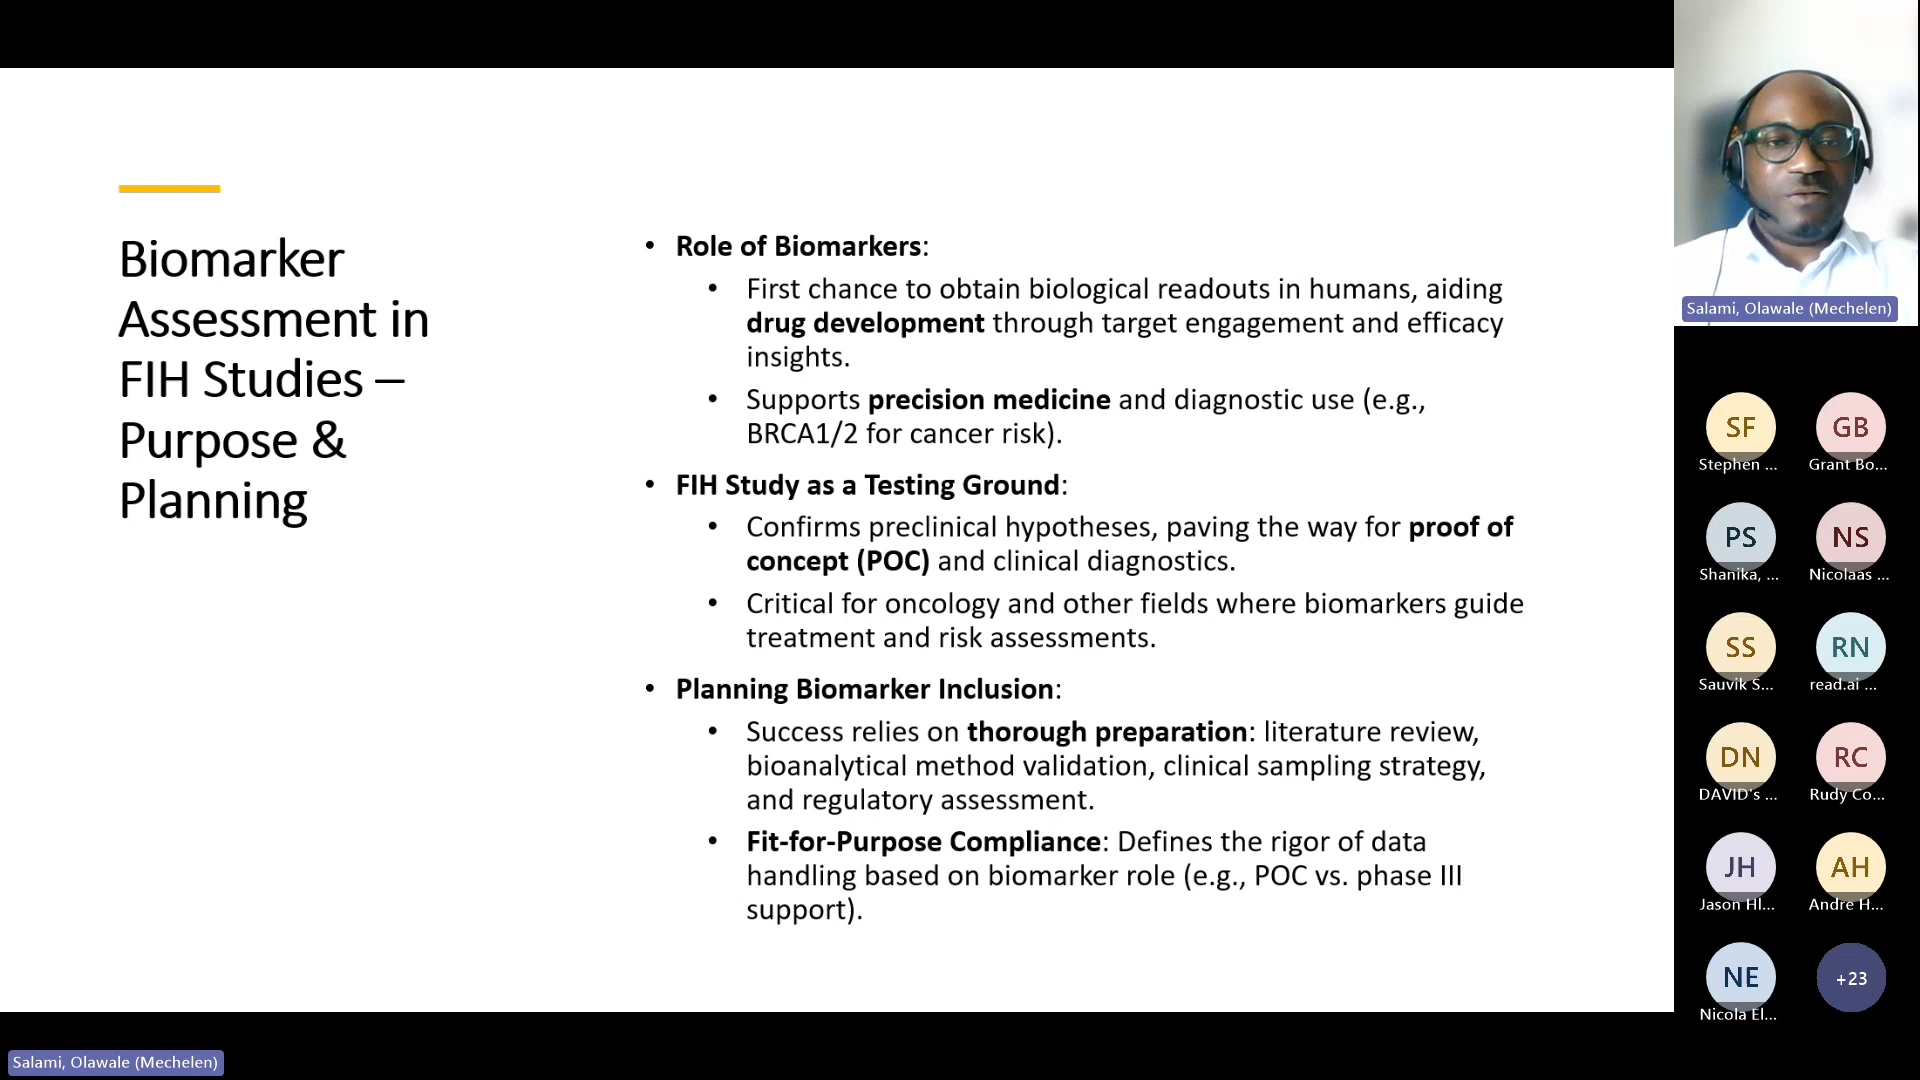 Biomarker
Assessment in
FIH Studies –
Purpose &
Planning
• Role of Biomarkers:
• First chance to obtain biological readouts in humans, aiding
drug development through target engagement and efficacy
insights.
• Supports precision medicine and diagnostic use (e.g.,
BRCA1/2 for cancer risk).
• FIH Study as a Testing Ground:
• Confirms preclinical hypotheses, paving the way for proof of
concept (POC) and clinical diagnostics.
• Critical for oncology and other fields where biomarkers guide
treatment and risk assessments.
• Planning Biomarker Inclusion:
• Success relies on thorough preparation: literature review,
bioanalytical method validation, clinical sampling strategy,
and regulatory assessment.
• Fit-for-Purpose Compliance: Defines the rigor of data
handling based on biomarker role (e.g., POC vs. phase III
support).
Salami, Olawale (Mechelen)
SF
Stephen ...
GB
Grant Bo...
PS
Shanika, ...
NS
Nicolaas ...
SS
Sauvik S...
RN
read.ai ...
DN
DAVID's ...
RC
Rudy Co...
JH
Jason Hl...
AH
Andre H...
NE
Nicola El...
+23
Salami, Olawale (Mechelen)